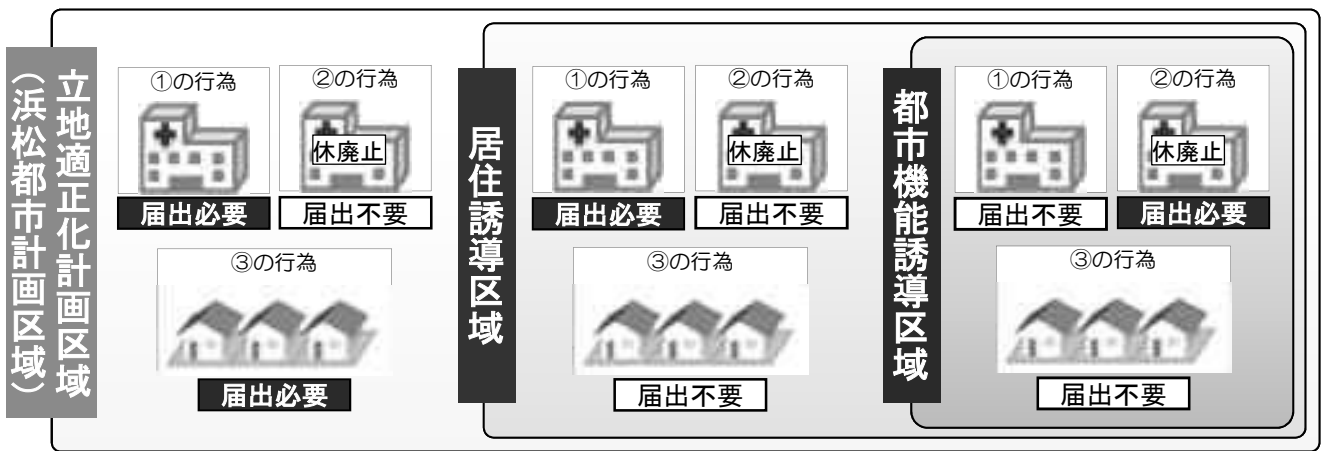 立地適正化計画区域
（浜松都市計画区域）
①の行為
届出必要
②の行為
休廃止
届出不要
③の行為
届出必要
居住誘導区域
①の行為
届出必要
②の行為
休廃止
届出不要
③の行為
届出不要
都市機能誘導区域
①の行為
届出不要
②の行為
休廃止
届出必要
③の行為
届出不要